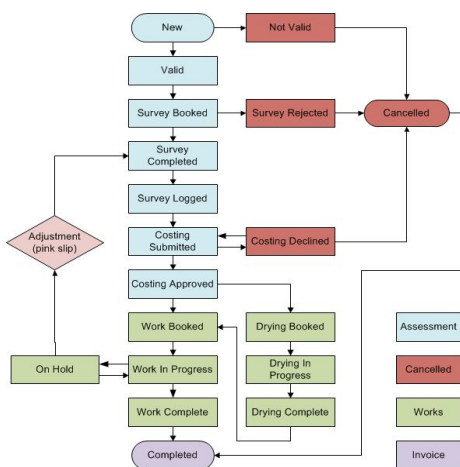 New
Not Valid
Valid
Survey Booked
Survey Rejected
Cancelled
Survey
Completed
Survey Logged
Adjustment
(pink slip)
Costing
Submitted
Costing Declined
Costing Approved
Work Booked
Drying Booked
Assessment
On Hold
Work In Progress
Drying In
Progress
Cancelled
Work Complete
Drying Complete
Works
Completed
Invoice